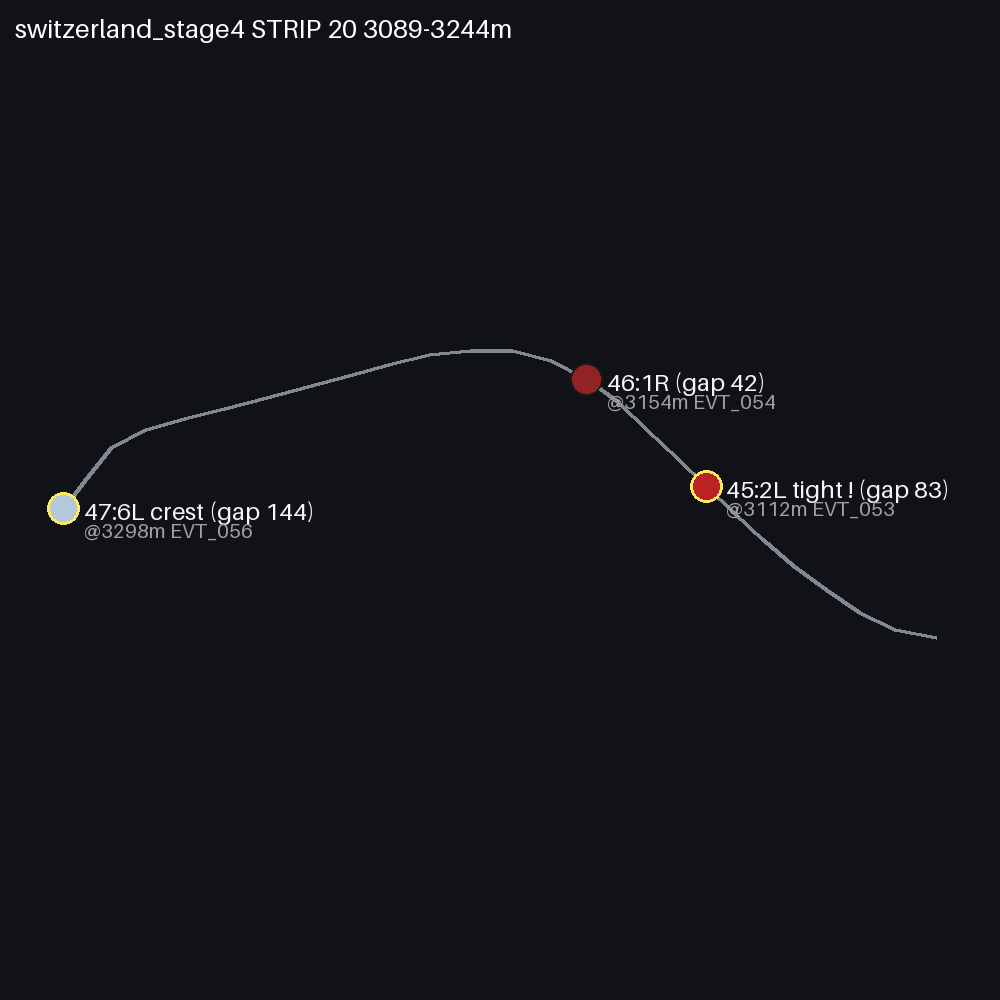 switzerland_stage4 STRIP 20 3089-3244m
46:1R (gap 42)
@3154m EVT_054
45:2L tight ! (gap 83)
@3112m EVT_053
47:6L crest (gap 144)
@3298m EVT_056